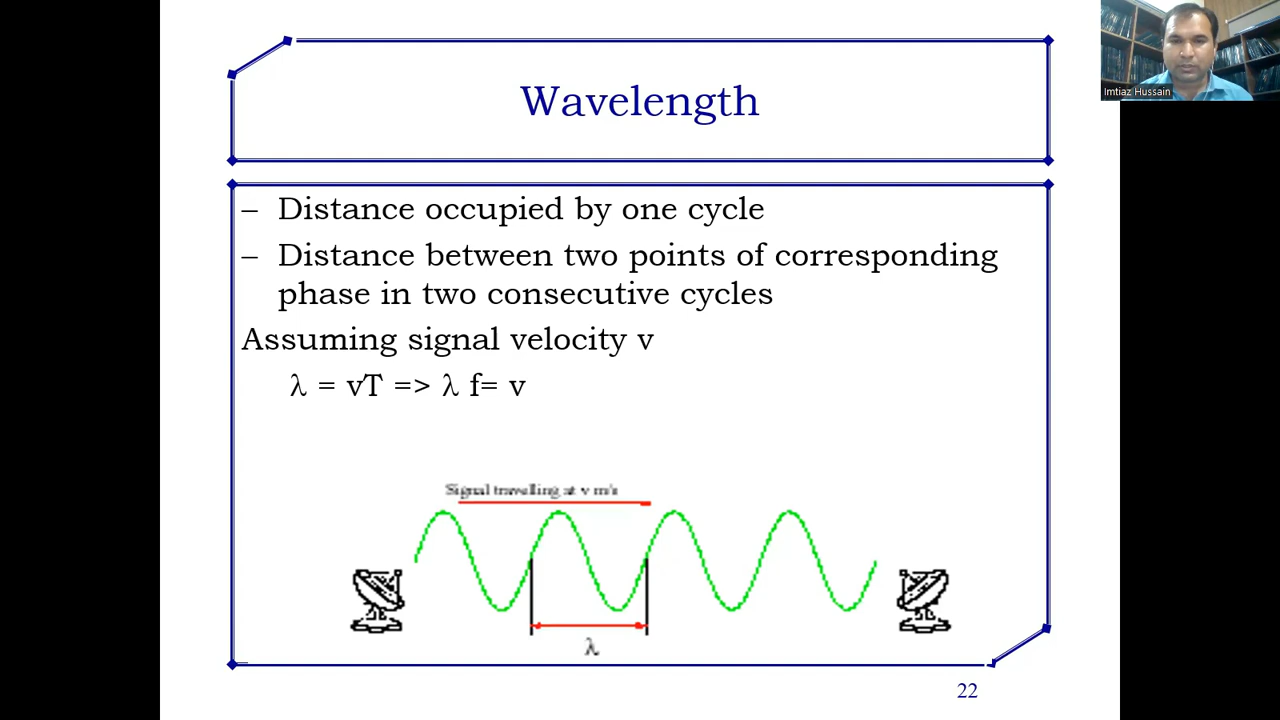 Wavelength
– Distance occupied by one cycle
– Distance between two points of corresponding
phase in two consecutive cycles
Assuming signal velocity v
λ = vT => λ f= v
Signal travelling at v m/s
λ
22
Imtiaz Hussain